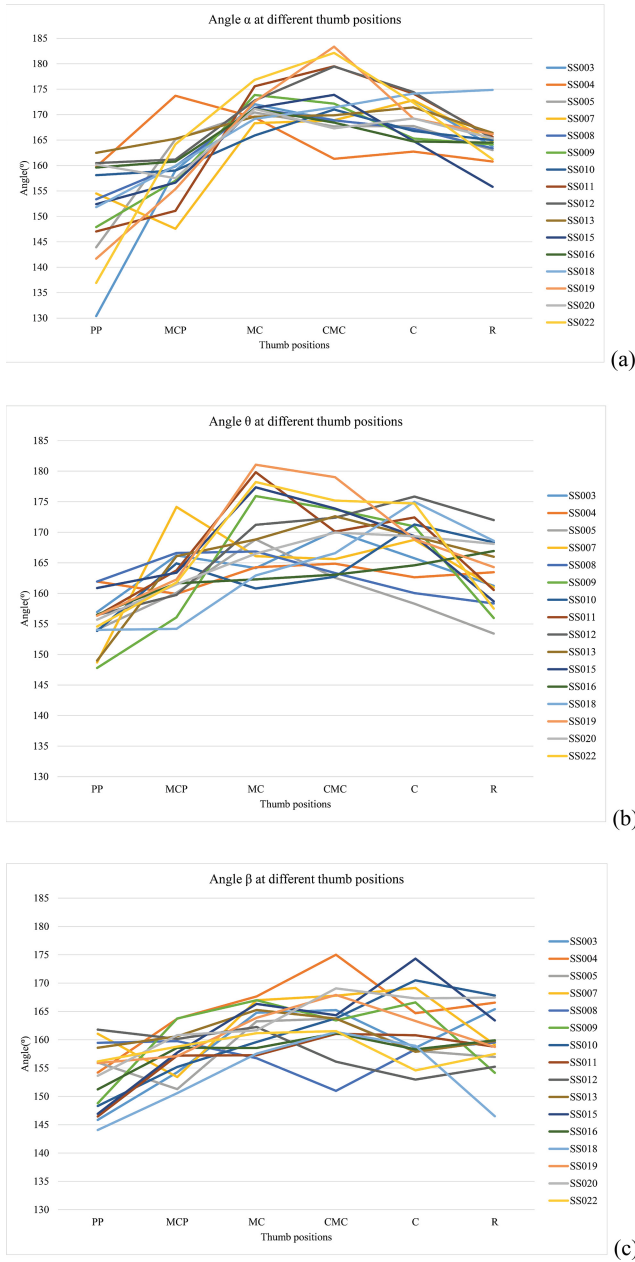 Angle α at different thumb positions
185
180
175
170
165
160
155
150
145
140
135
130
Angle(º)
PP MCP MC CMC C R
Thumb positions
SS003
SS004
SS005
SS007
SS008
SS009
SS010
SS011
SS012
SS013
SS015
SS016
SS018
SS019
SS020
SS022
(a)
Angle θ at different thumb positions
185
180
175
170
165
160
155
150
145
140
135
130
Angle(º)
PP MCP MC CMC C R
Thumb positions
SS003
SS004
SS005
SS007
SS008
SS009
SS010
SS011
SS012
SS013
SS015
SS016
SS018
SS019
SS020
SS022
(b)
Angle β at different thumb positions
185
180
175
170
165
160
155
150
145
140
135
130
Angle(º)
PP MCP MC CMC C R
Thumb positions
SS003
SS004
SS005
SS007
SS008
SS009
SS010
SS011
SS012
SS013
SS015
SS016
SS018
SS019
SS020
SS022
(c)